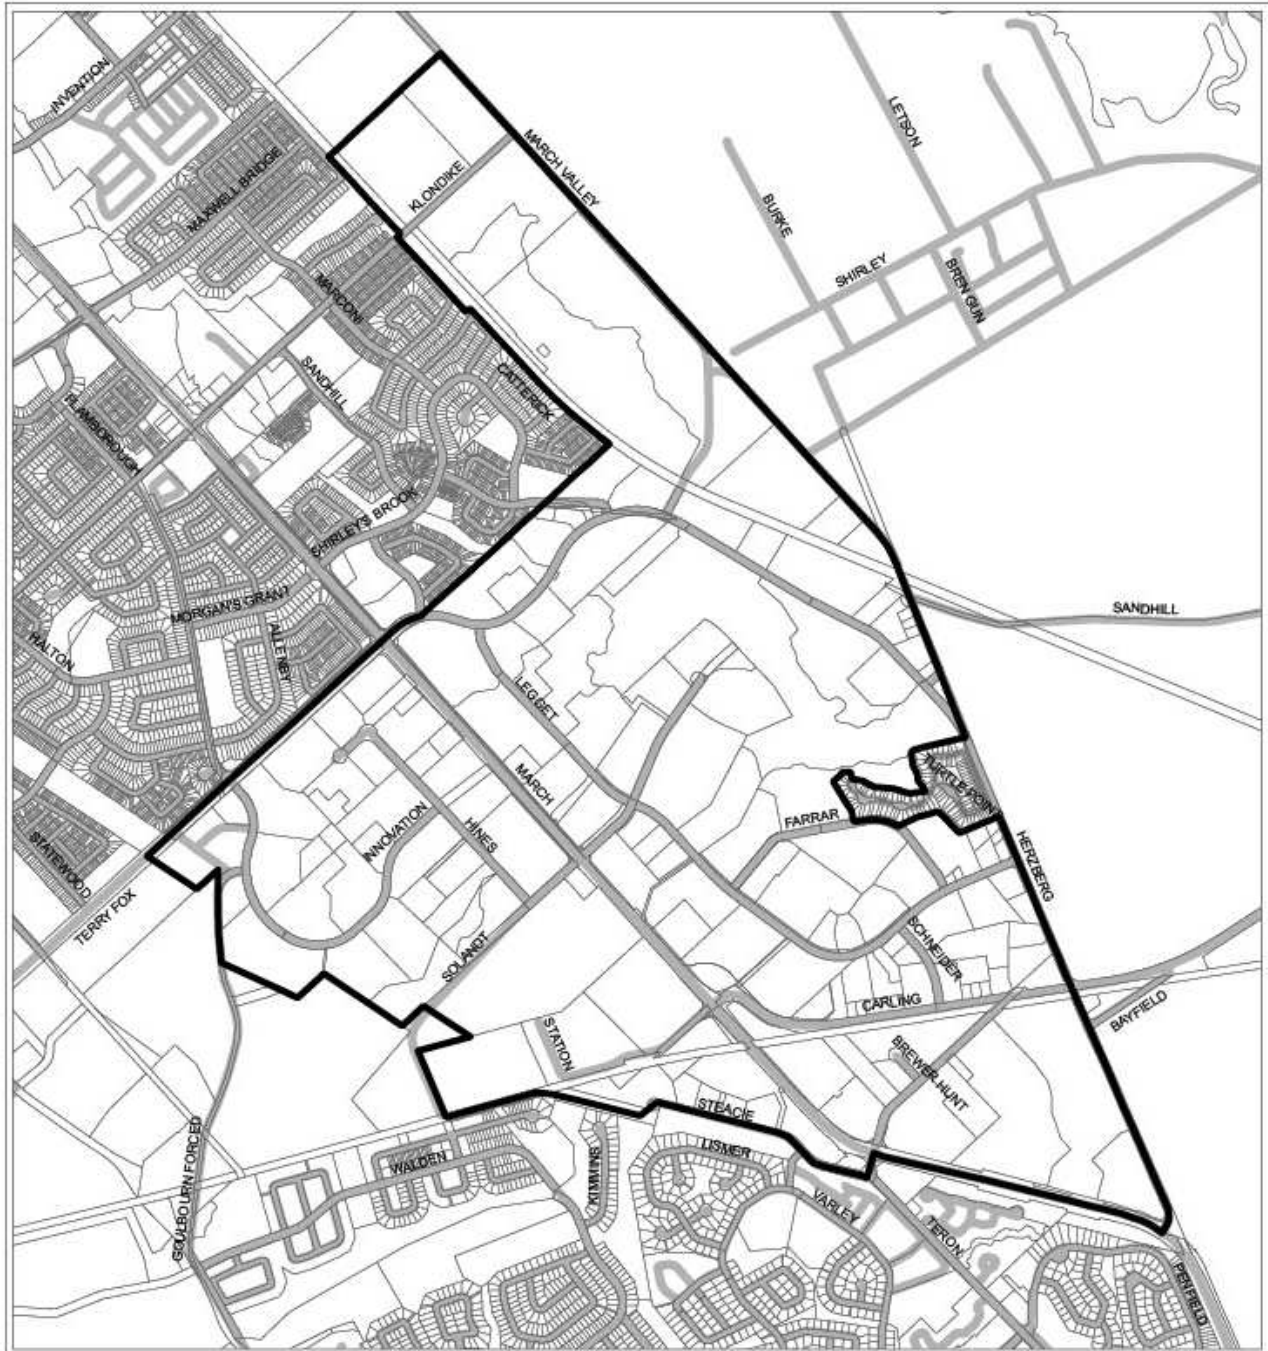 INVENTION
MARCH VALLEY
LETSON
MAXWELL BRIDGE
KLONDIKE
BURKE
SHIRLEY
BREN GUN
MARCONI
SANDHILL
CATTERICK
FLAMBOROUGH
SHIRLEY'S BROOK
MORGAN'S GRANT
SANDHILL
HALTON
ALLENBY
LEGGET
MARCH
TURTLE POINT
INNOVATION
HINES
FARRAR
HERZBERG
STATEWOOD
TERRY FOX
SOLANDT
SCHNEIDER
CARLING
BAYFIELD
STATION
BREWER HUNT
STEACIE
LISMER
GOULBOURN FORCED
WALDEN
KIMMINS
VARLEY
TERON
PENFIELD